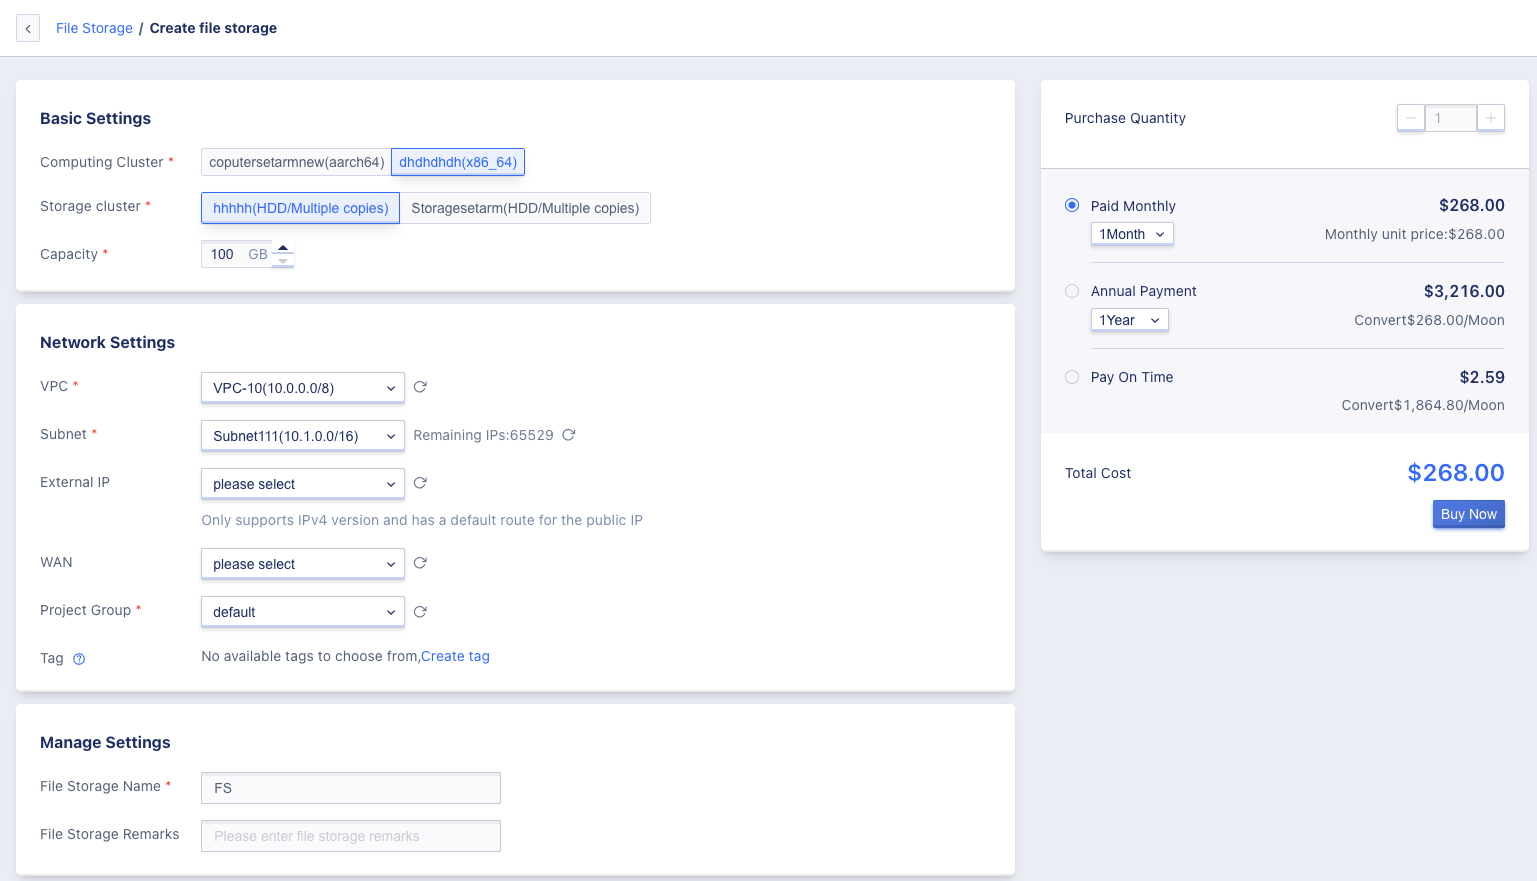 File Storage / Create file storage
Basic Settings
Computing Cluster * coputersetarmnew(aarch64) dhdhdhdh(x86_64)
Storage cluster * hhhhh(HDD/Multiple copies) Storagesetarm(HDD/Multiple copies)
Capacity * 100 GB
Network Settings
VPC * VPC-10(10.0.0.0/8)
Subnet * Subnet111(10.1.0.0/16) Remaining IPs:65529
External IP please select
Only supports IPv4 version and has a default route for the public IP
WAN please select
Project Group * default
Tag No available tags to choose from,Create tag
Manage Settings
File Storage Name * FS
File Storage Remarks Please enter file storage remarks
Purchase Quantity 1
Paid Monthly $268.00
1Month Monthly unit price:$268.00
Annual Payment $3,216.00
1Year Convert$268.00/Moon
Pay On Time $2.59
Convert$1,864.80/Moon
Total Cost $268.00
Buy Now